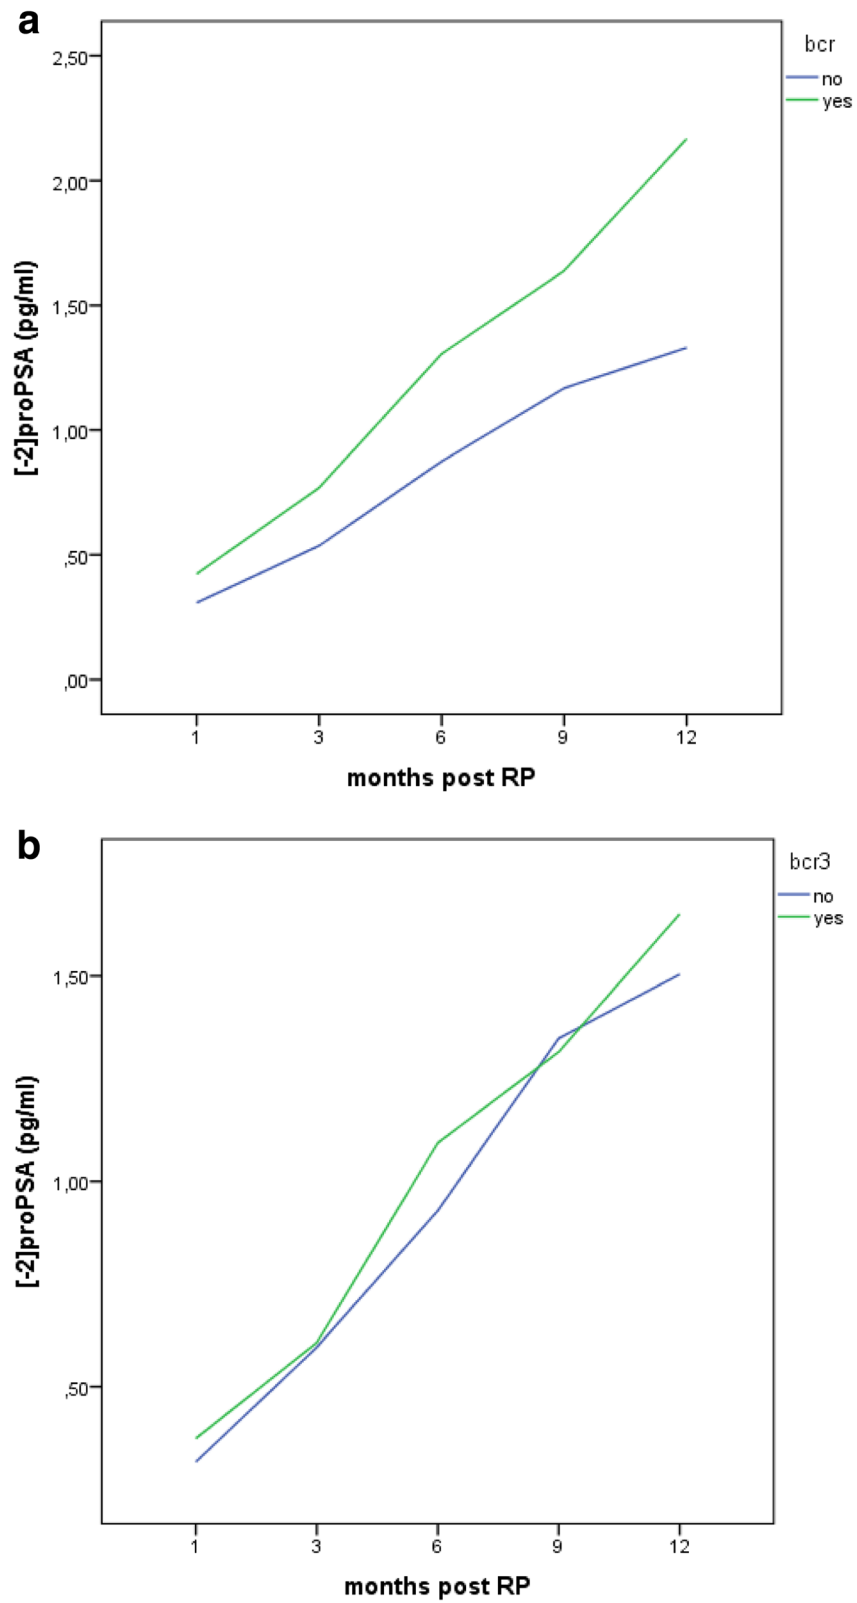 a
bcr
no
yes
2,50
2,00
1,50
1,00
,50
,00
[-2]proPSA (pg/ml)
1 3 6 9 12
months post RP
b
bcr3
no
yes
1,50
1,00
,50
[-2]proPSA (pg/ml)
1 3 6 9 12
months post RP